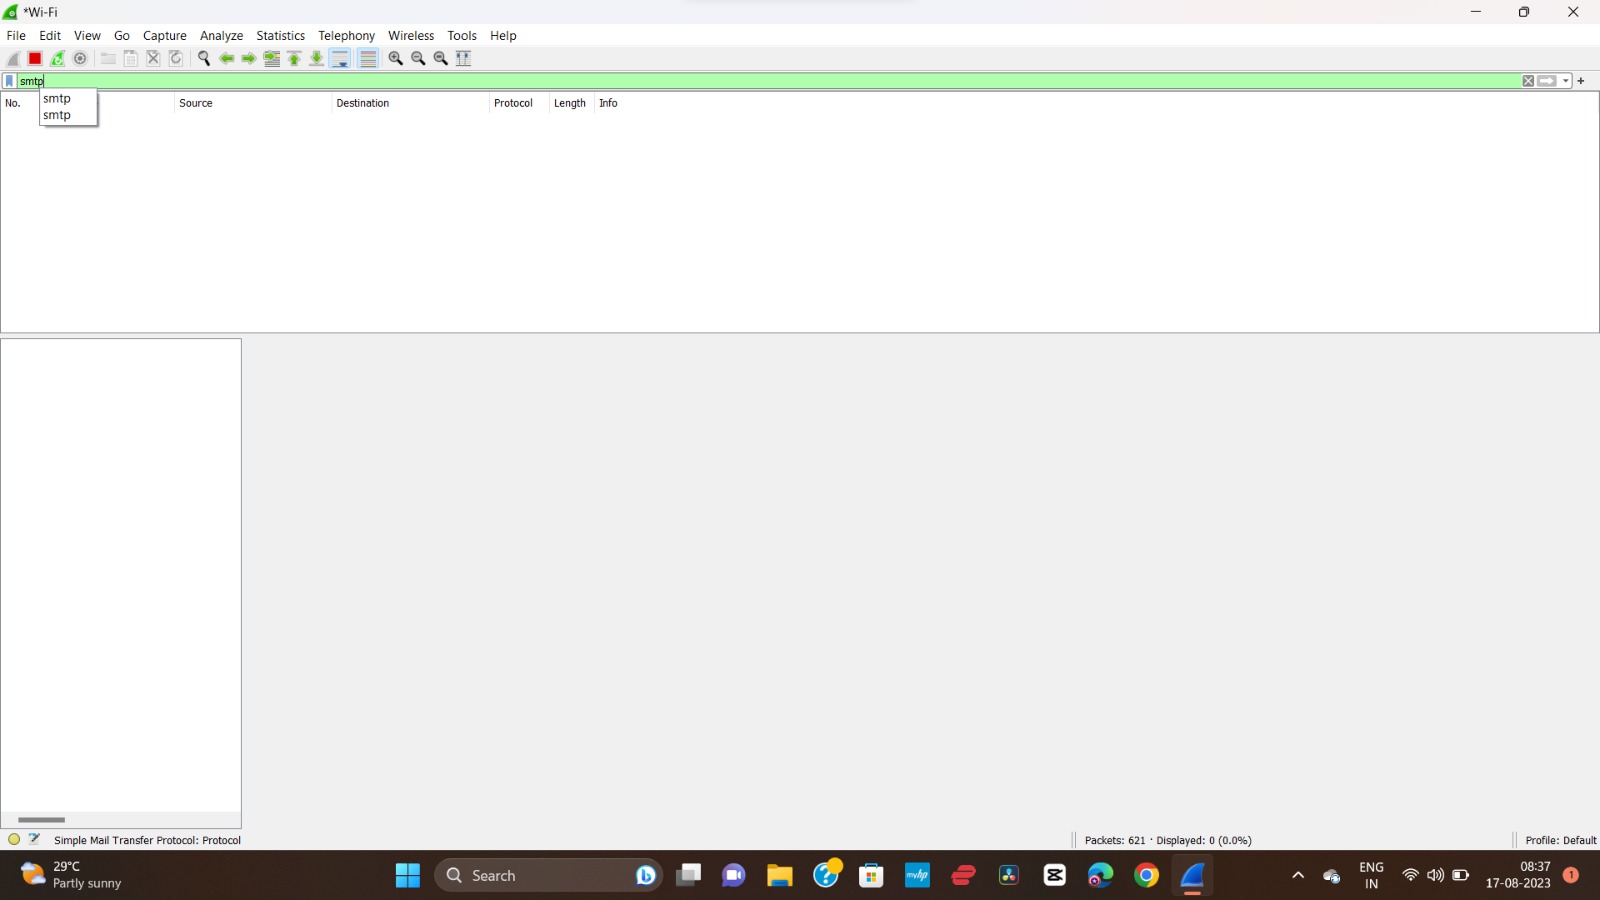 *Wi-Fi
File Edit View Go Capture Analyze Statistics Telephony Wireless Tools Help
smtp
No. Source Destination Protocol Length Info
smtp
smtp
Simple Mail Transfer Protocol: Protocol Packets: 621 · Displayed: 0 (0.0%) Profile: Default
29°C
Partly sunny
Search
myhp
ENG
IN
08:37
17-08-2023
1